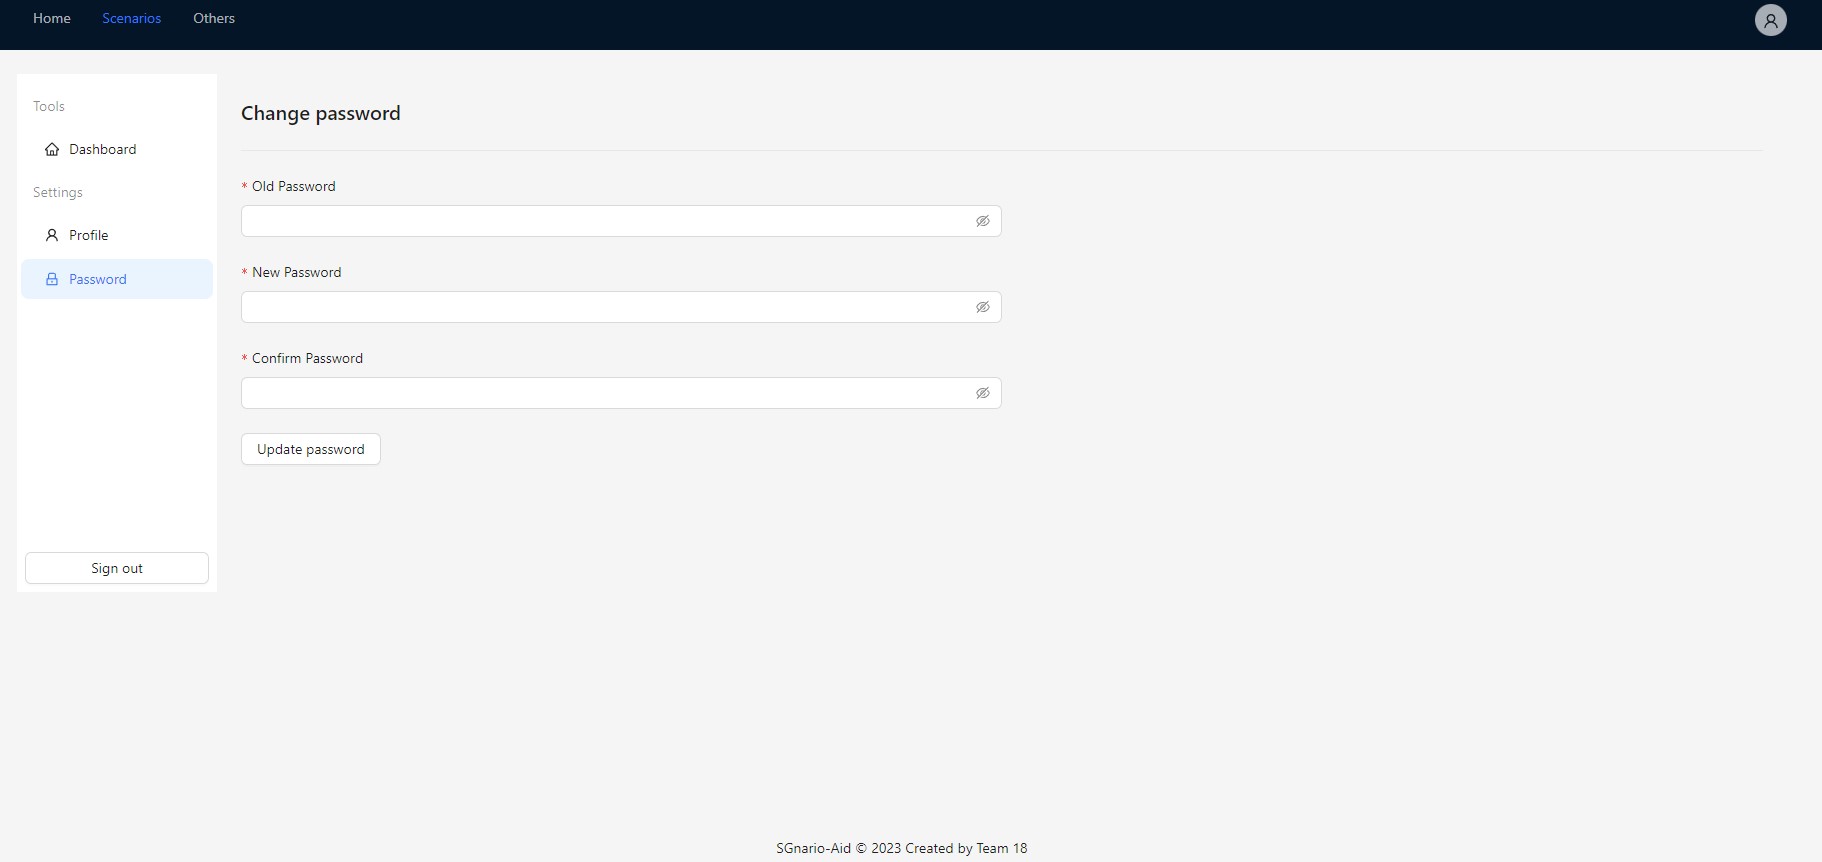 Home Scenarios Others
Tools
Dashboard
Settings
Profile
Password
Sign out
Change password
* Old Password
* New Password
* Confirm Password
Update password
SGnario-Aid © 2023 Created by Team 18